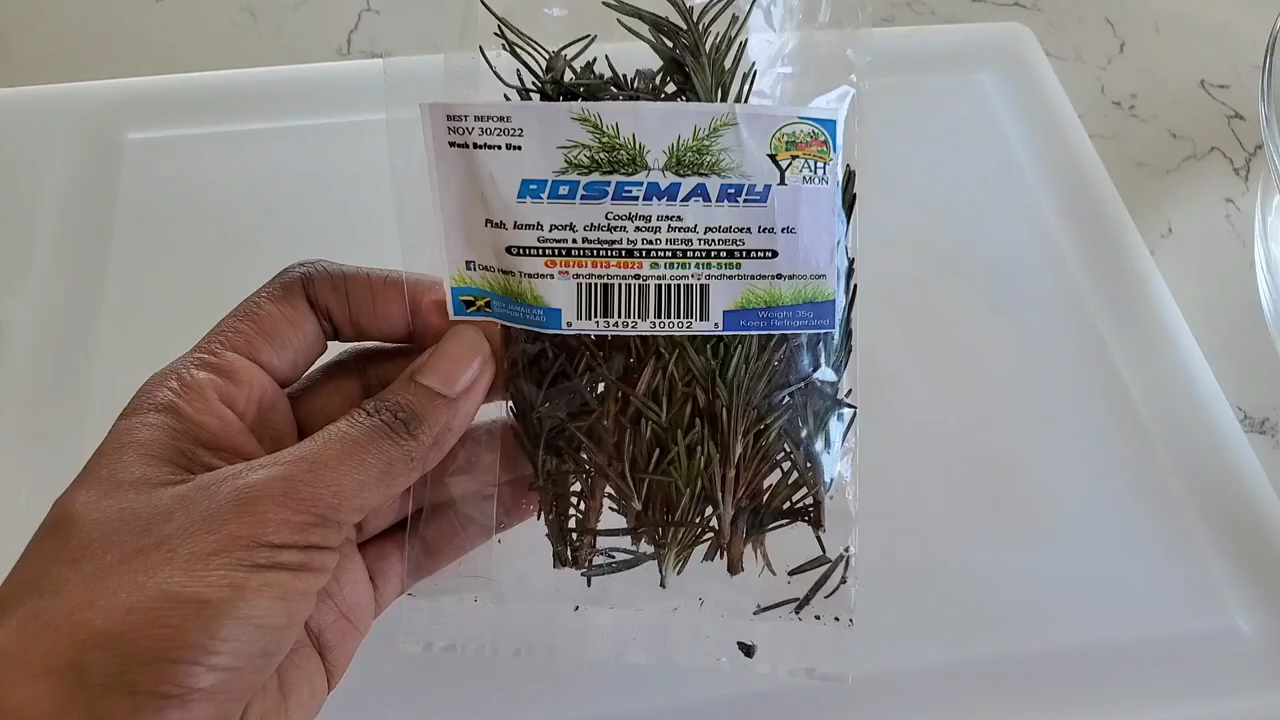 BEST BEFORE
NOV 30/2022
Wash Before Use
YEAH
MON
ROSEMARY
Cooking uses:
Fish, lamb, pork, chicken, soup, bread, potatoes, tea, etc.
Grown & Packaged by D&D HERB TRADERS
LIBERTY DISTRICT, ST.ANN'S BAY P.O, ST.ANN
(876) 913-4923 (876) 416-5150
D&D Herb Traders dndherbman@gmail.com dndherbtraders@yahoo.com
BUY JAMAICAN
SUPPORT YAAD
9 13492 30002 5
Weight 35g
Keep Refrigerated